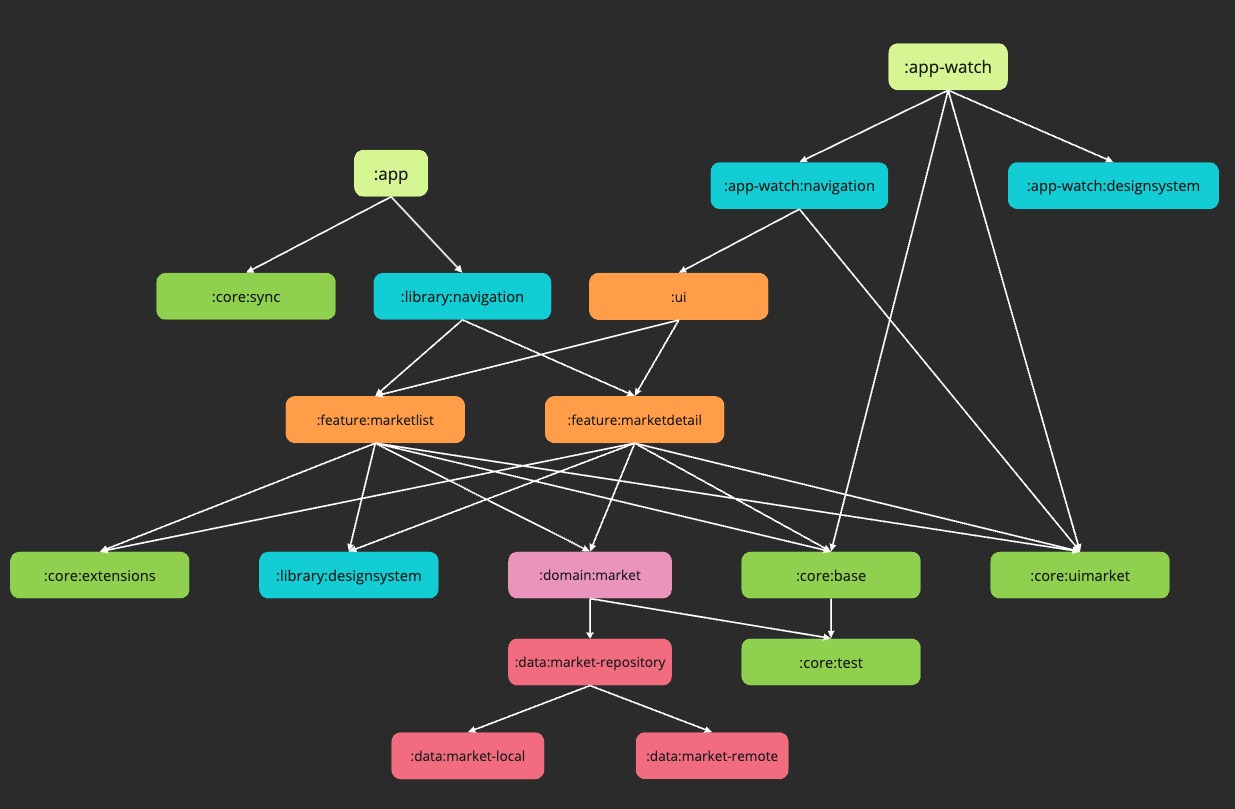 :app-watch
:app
:app-watch:navigation
:app-watch:designsystem
:core:sync
:library:navigation
:ui
:feature:marketlist
:feature:marketdetail
:core:extensions
:library:designsystem
:domain:market
:core:base
:core:uimarket
:data:market-repository
:core:test
:data:market-local
:data:market-remote